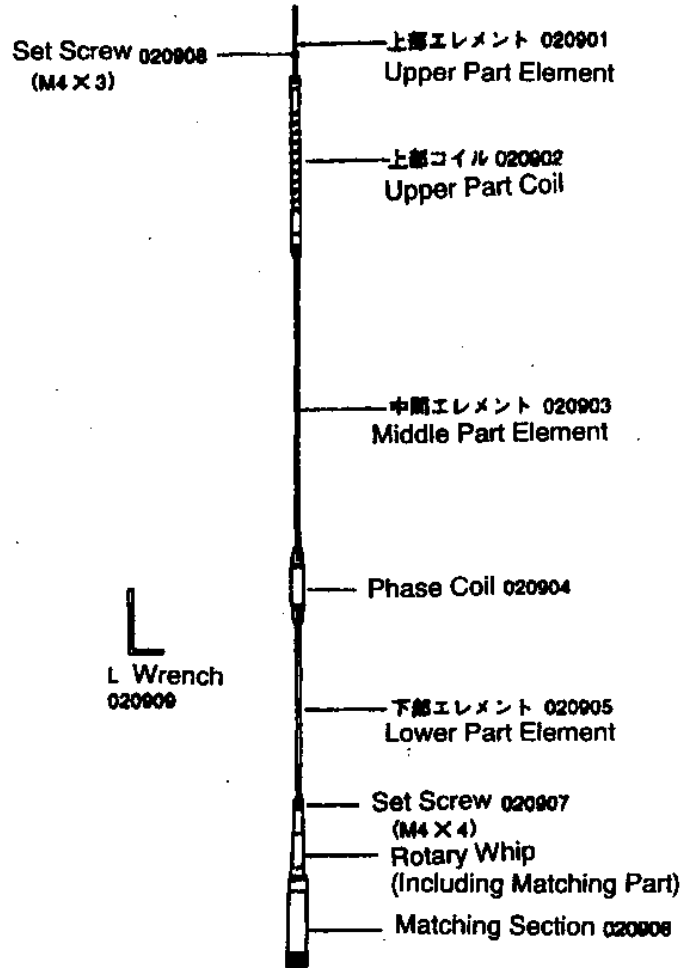 Set Screw 020908
(M4 X 3)
上部エレメント 020901
Upper Part Element
上部コイル 020902
Upper Part Coil
中間エレメント 020903
Middle Part Element
Phase Coil 020904
L Wrench
020909
下部エレメント 020905
Lower Part Element
Set Screw 020907
(M4 X 4)
Rotary Whip
(Including Matching Part)
Matching Section 020906